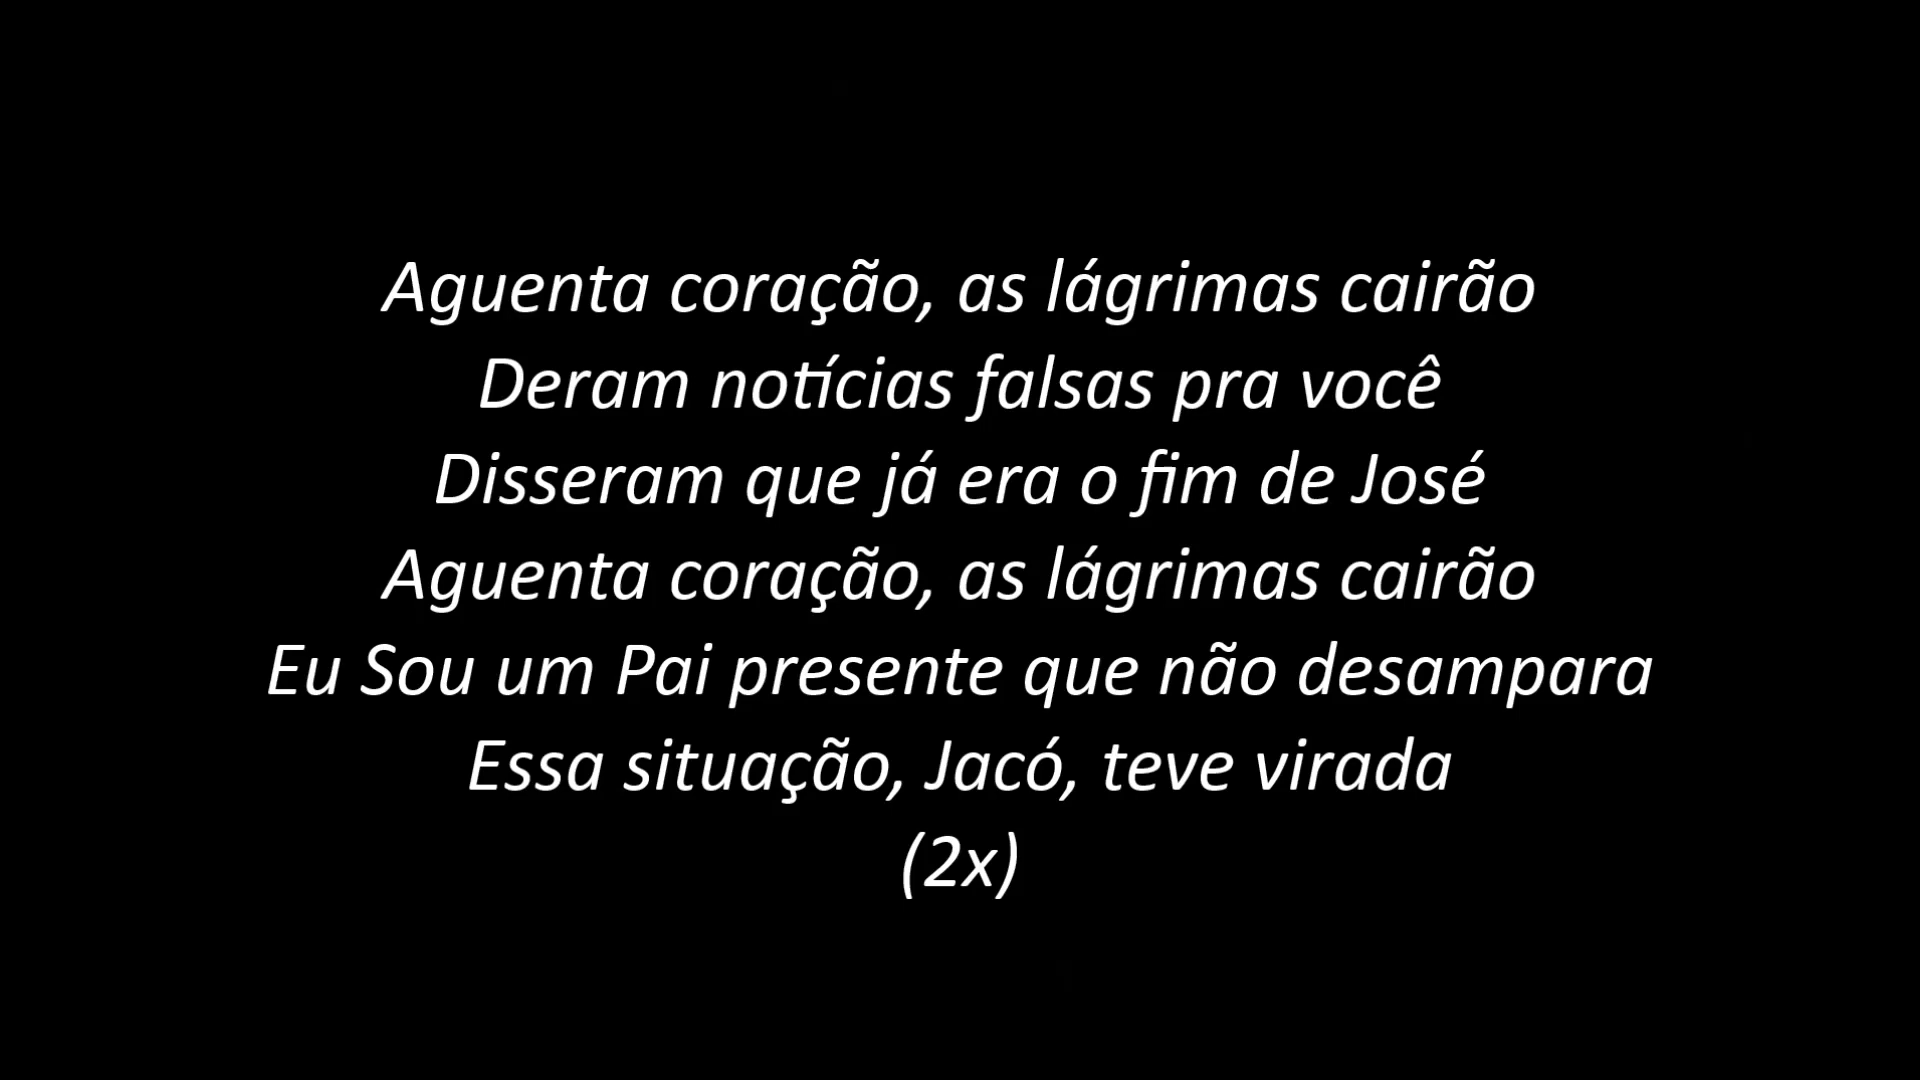 Aguenta coração, as lágrimas cairão
Deram notícias falsas pra você
Disseram que já era o fim de José
Aguenta coração, as lágrimas cairão
Eu Sou um Pai presente que não desampara
Essa situação, Jacó, teve virada
(2x)